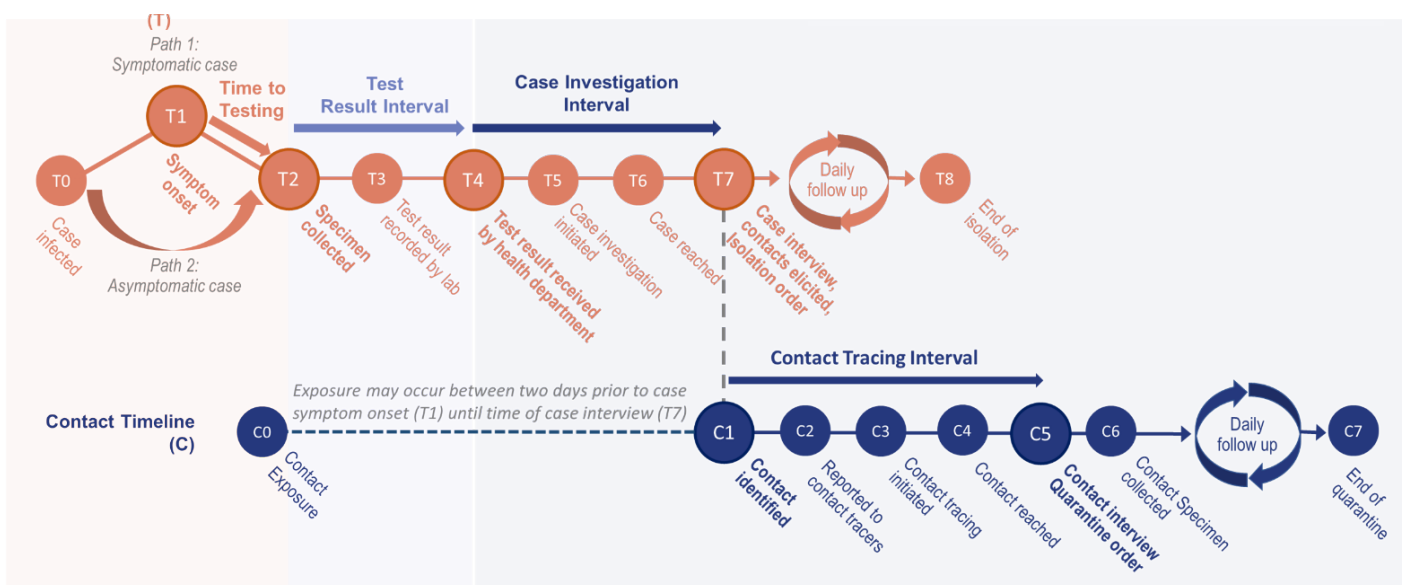 (T)
Path 1:
Symptomatic case
Time to
Testing
Test
Result Interval
Case Investigation
Interval
T0
Case
infected
T1
Symptom
onset
Path 2:
Asymptomatic case
T2
Specimen
collected
T3
Test result
recorded by lab
T4
Test result received
by health department
T5
Case investigation
initiated
T6
Case reached
T7
Case interview,
contacts elicited,
Isolation order
Daily
follow up
T8
End of
isolation
Contact Tracing Interval
Exposure may occur between two days prior to case
symptom onset (T1) until time of case interview (T7)
Contact Timeline
(C)
C0
Contact
Exposure
C1
Contact
identified
C2
Reported to
contact tracers
C3
Contact tracing
initiated
C4
Contact reached
C5
Contact interview
Quarantine order
C6
Contact Specimen
collected
Daily
follow up
C7
End of
quarantine